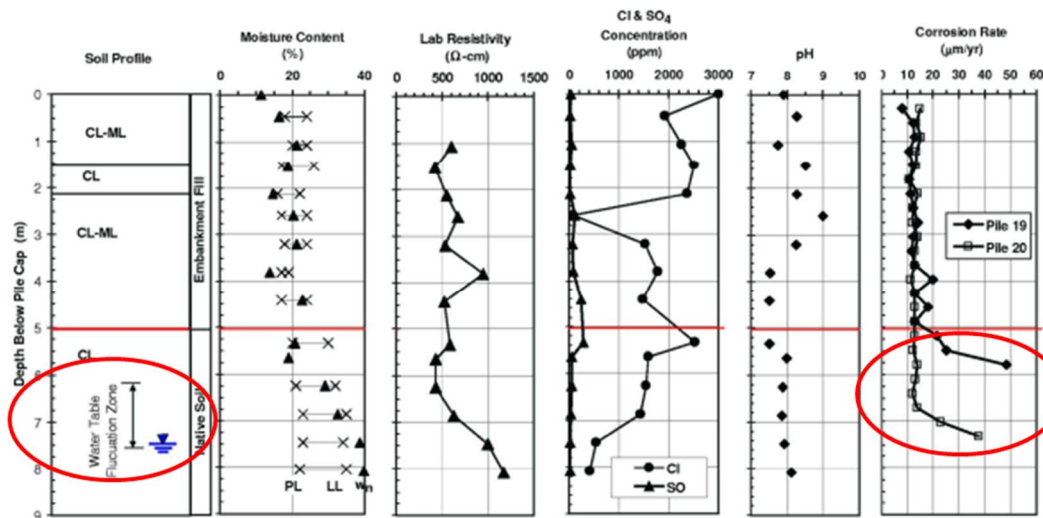 Soil Profile
Moisture Content
(%)
0 20 40
Lab Resistivity
(Ω-cm)
0 500 1000 1500
Cl & SO4
Concentration
(ppm)
0 1000 2000 3000
pH
7 8 9 10
Corrosion Rate
(μm/yr)
0 10 20 30 40 50 60
Depth Below Pile Cap (m)
0
1
2
3
4
5
6
7
8
9
CL-ML
CL
CL-ML
CL
Water Table
Flucuation Zone
Embankment Fill
Native Soil
PL LL wn
Cl
SO
Pile 19
Pile 20